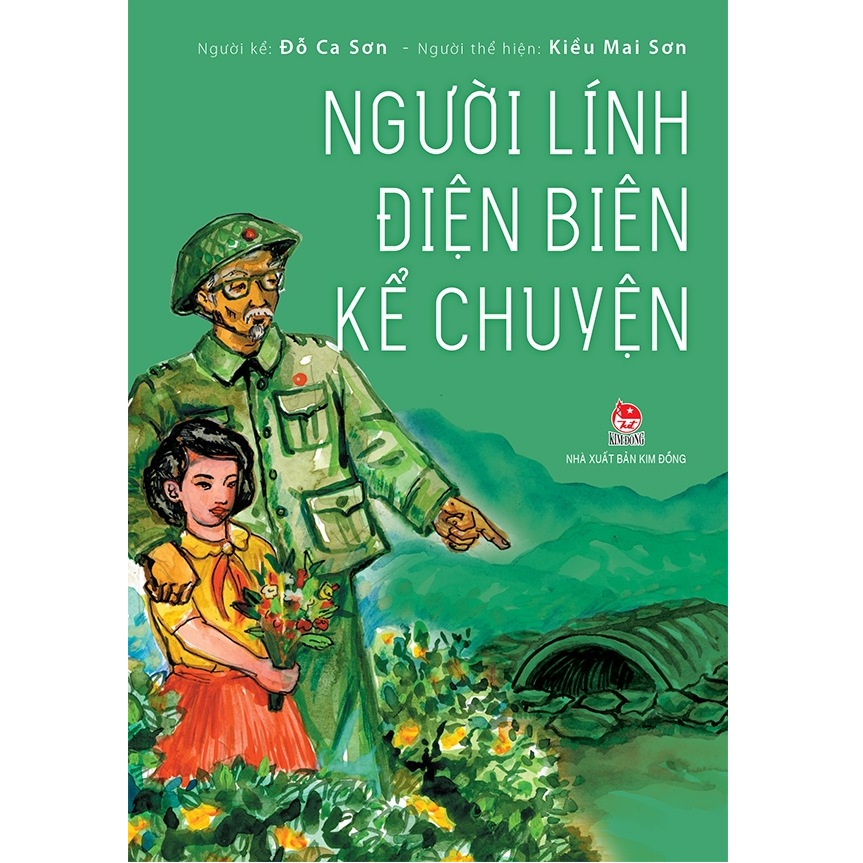 Người kể: Đỗ Ca Sơn - Người thể hiện: Kiều Mai Sơn
NGƯỜI LÍNH
ĐIỆN BIÊN
KỂ CHUYỆN
KIM ĐỒNG
NHÀ XUẤT BẢN KIM ĐỒNG